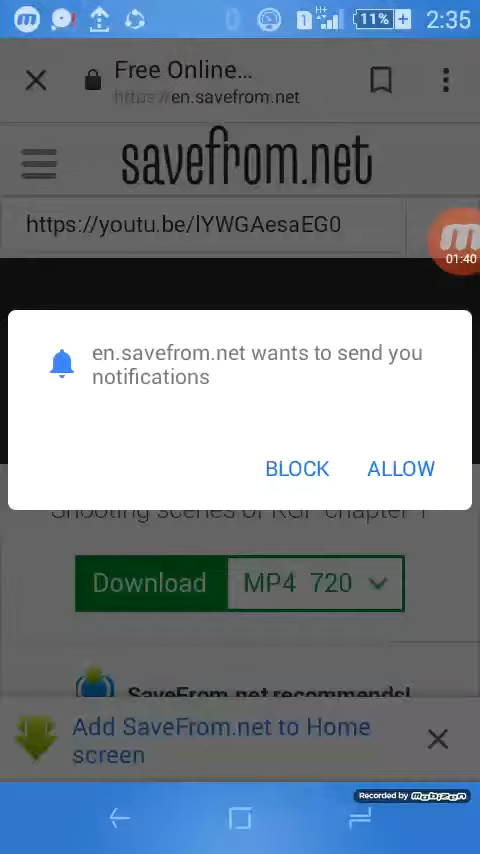 11%
2:35
Free Online...
https://en.savefrom.net
savefrom.net
https://youtu.be/lYWGAesaEG0
01:40
en.savefrom.net wants to send you
notifications
BLOCK ALLOW
Shooting scenes of KGF chapter 1
Download MP4 720
SaveFrom.net recommends!
Add SaveFrom.net to Home
screen
Recorded by mobizen